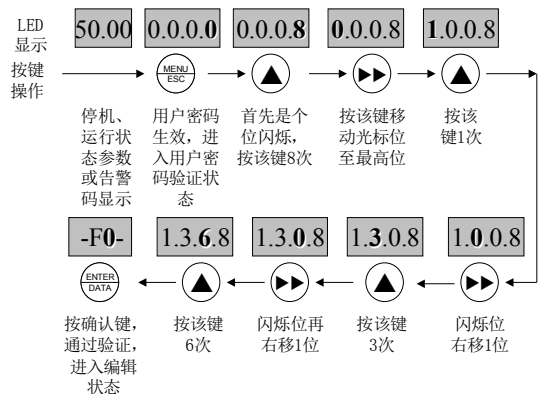 LED
显示
50.00
0.0.0.0
0.0.0.8
0.0.0.8
1.0.0.8
按键
操作
MENU
ESC
停机、
运行状
态参数
或告警
码显示
用户密码
生效，进
入用户密
码验证状
态
首先是个
位闪烁，
按该键8次
按该键移
动光标位
至最高位
按该
键1次
-F0-
1.3.6.8
1.3.0.8
1.3.0.8
1.0.0.8
ENTER
DATA
按确认键，
通过验证，
进入编辑
状态
按该键
6次
闪烁位再
右移1位
按该键
3次
闪烁位
右移1位